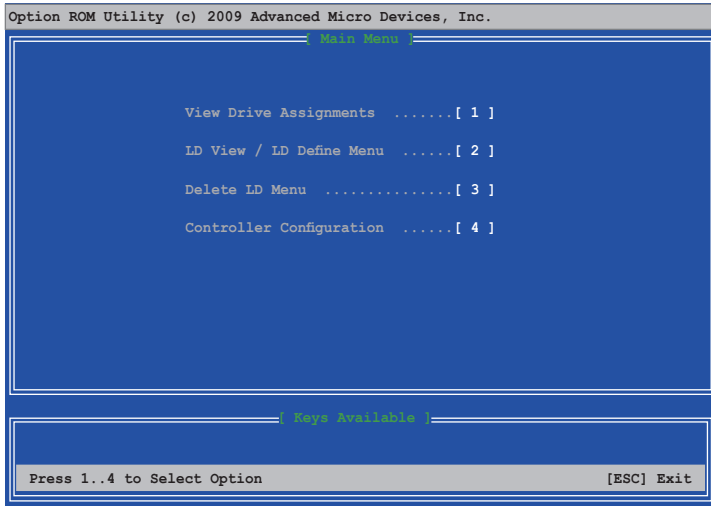 Option ROM Utility (c) 2009 Advanced Micro Devices, Inc.
[ Main Menu ]
View Drive Assignments .......[ 1 ]
LD View / LD Define Menu ......[ 2 ]
Delete LD Menu ...............[ 3 ]
Controller Configuration ......[ 4 ]
[ Keys Available ]
Press 1..4 to Select Option [ESC] Exit